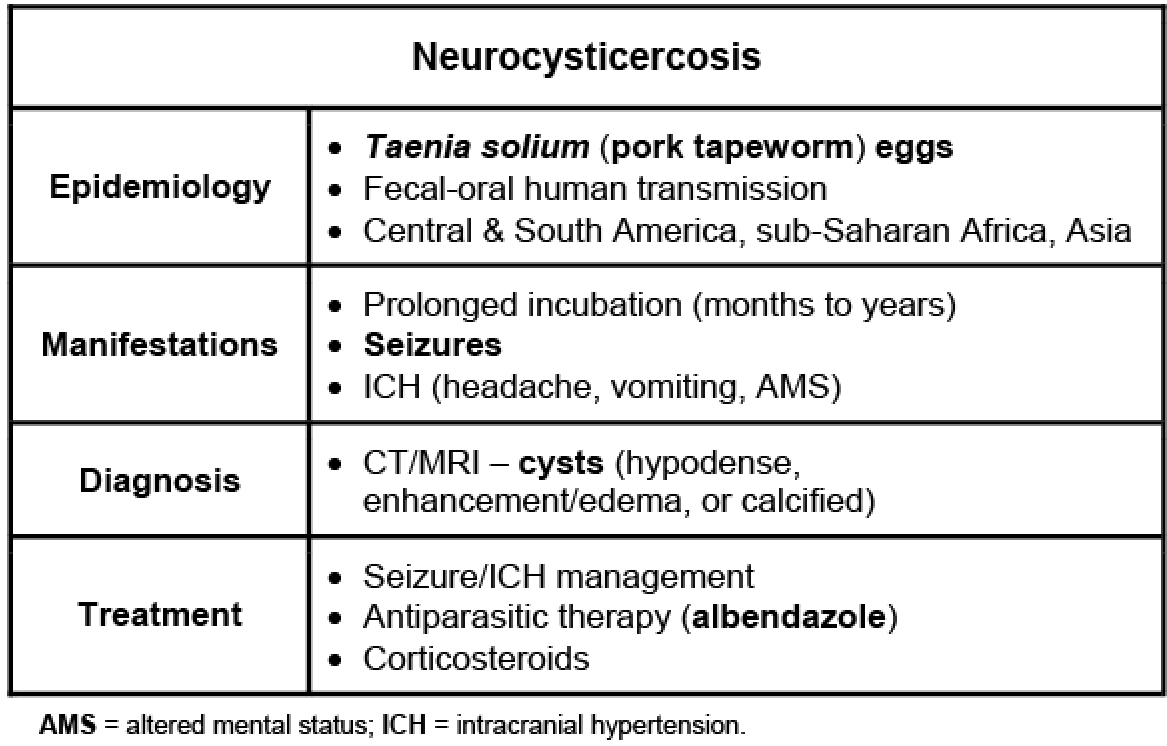 Neurocysticercosis
Epidemiology
• Taenia solium (pork tapeworm) eggs
• Fecal-oral human transmission
• Central & South America, sub-Saharan Africa, Asia
Manifestations
• Prolonged incubation (months to years)
• Seizures
• ICH (headache, vomiting, AMS)
Diagnosis
• CT/MRI – cysts (hypodense,
enhancement/edema, or calcified)
Treatment
• Seizure/ICH management
• Antiparasitic therapy (albendazole)
• Corticosteroids
AMS = altered mental status; ICH = intracranial hypertension.